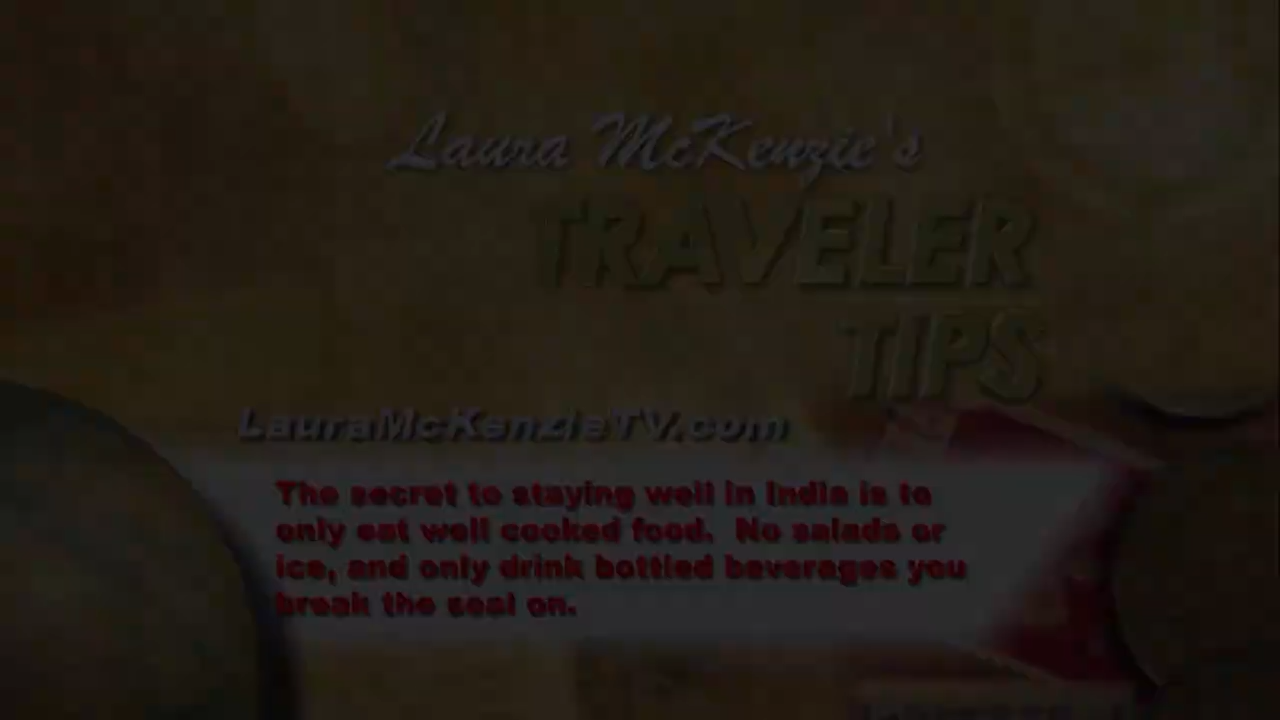 Laura McKenzie's
TRAVELER
TIPS
LauraMcKenzieTV.com
The secret to staying well in India is to
only eat well cooked food.  No salads or
ice, and only drink bottled beverages you
break the seal on.